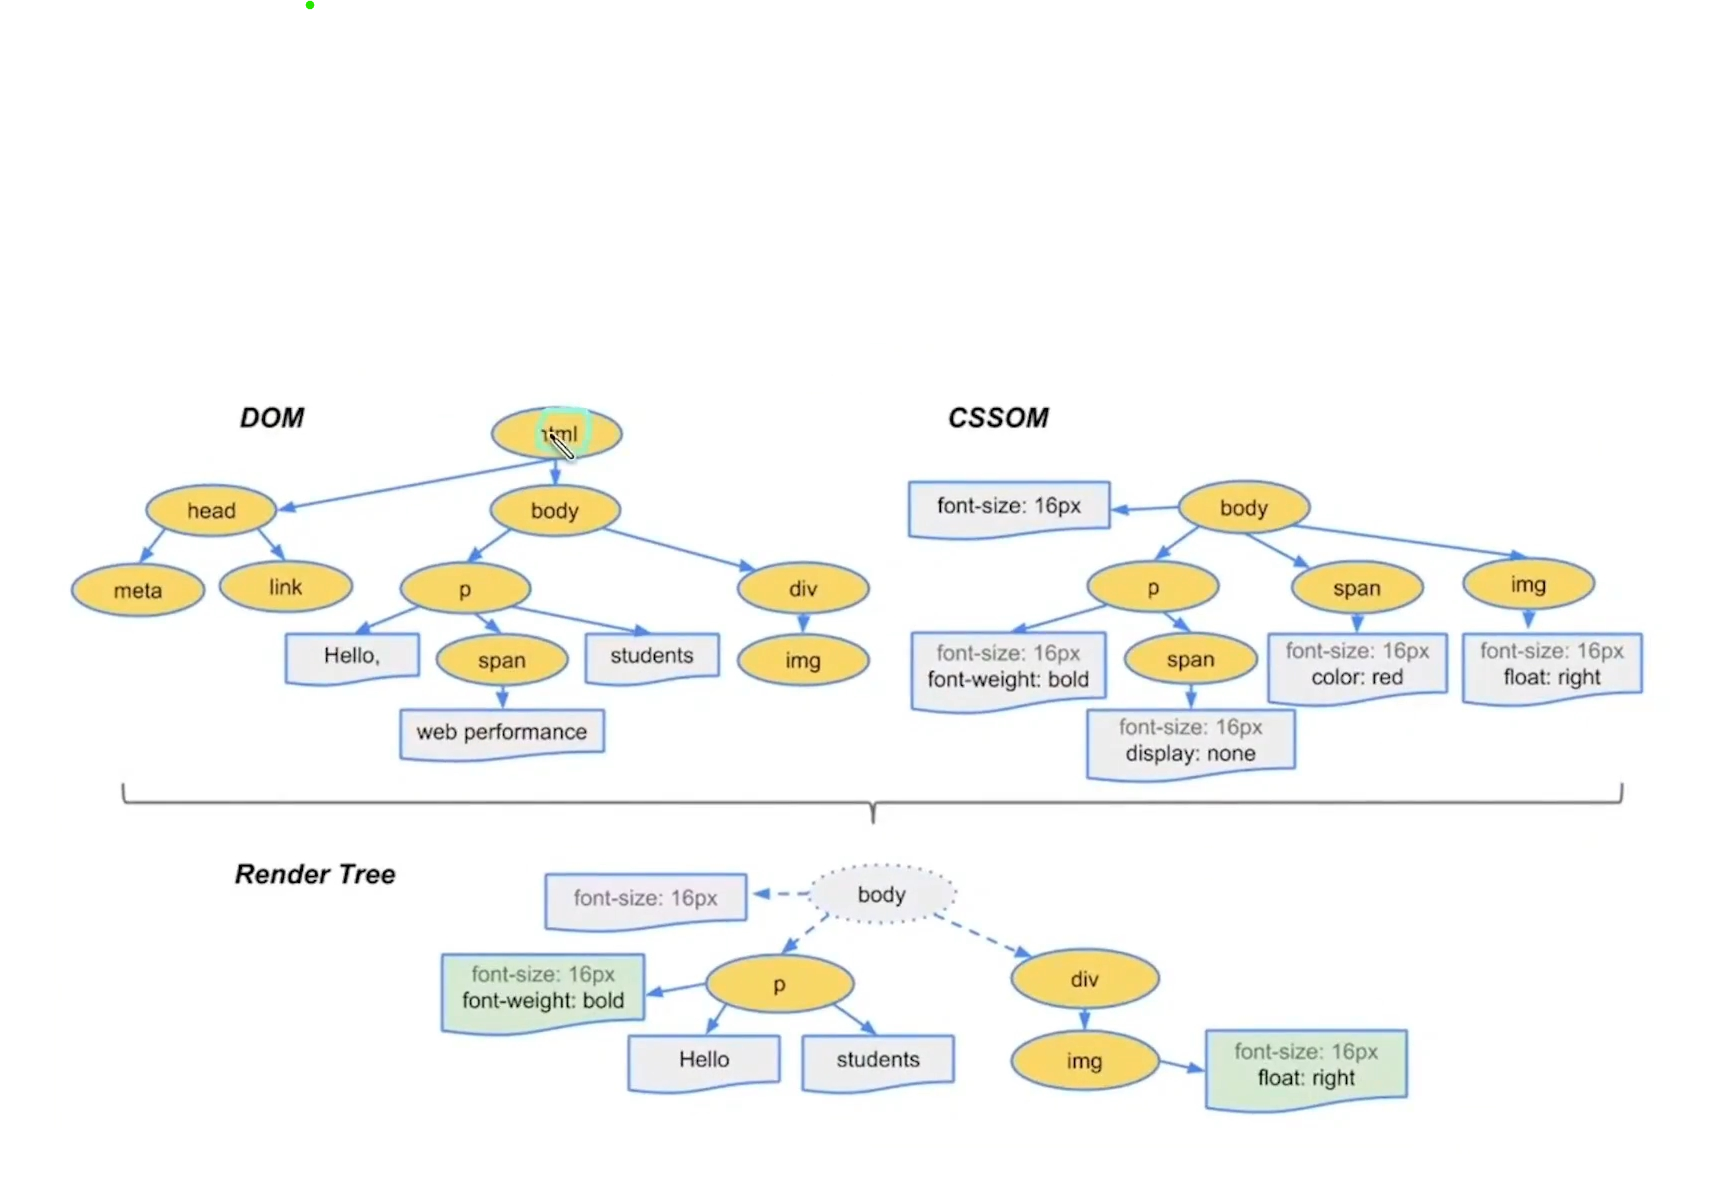 DOM
html
head
body
meta
link
p
div
Hello,
span
students
img
web performance
CSSOM
font-size: 16px
body
p
span
img
font-size: 16px
font-weight: bold
span
font-size: 16px
color: red
font-size: 16px
float: right
font-size: 16px
display: none
Render Tree
font-size: 16px
body
font-size: 16px
font-weight: bold
p
div
Hello
students
img
font-size: 16px
float: right